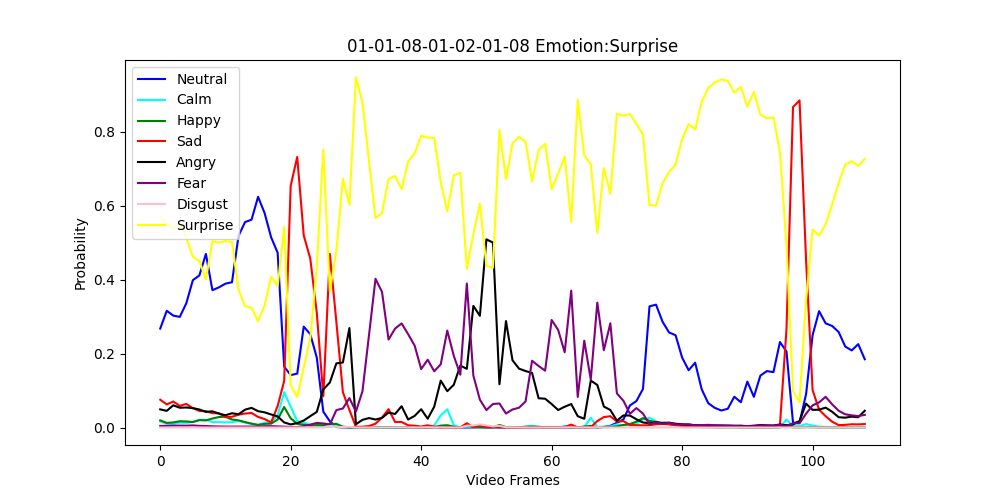 01-01-08-01-02-01-08 Emotion:Surprise
Neutral
Calm
Happy
Sad
Angry
Fear
Disgust
Surprise
Probability
0.8
0.6
0.4
0.2
0.0
0 20 40 60 80 100
Video Frames